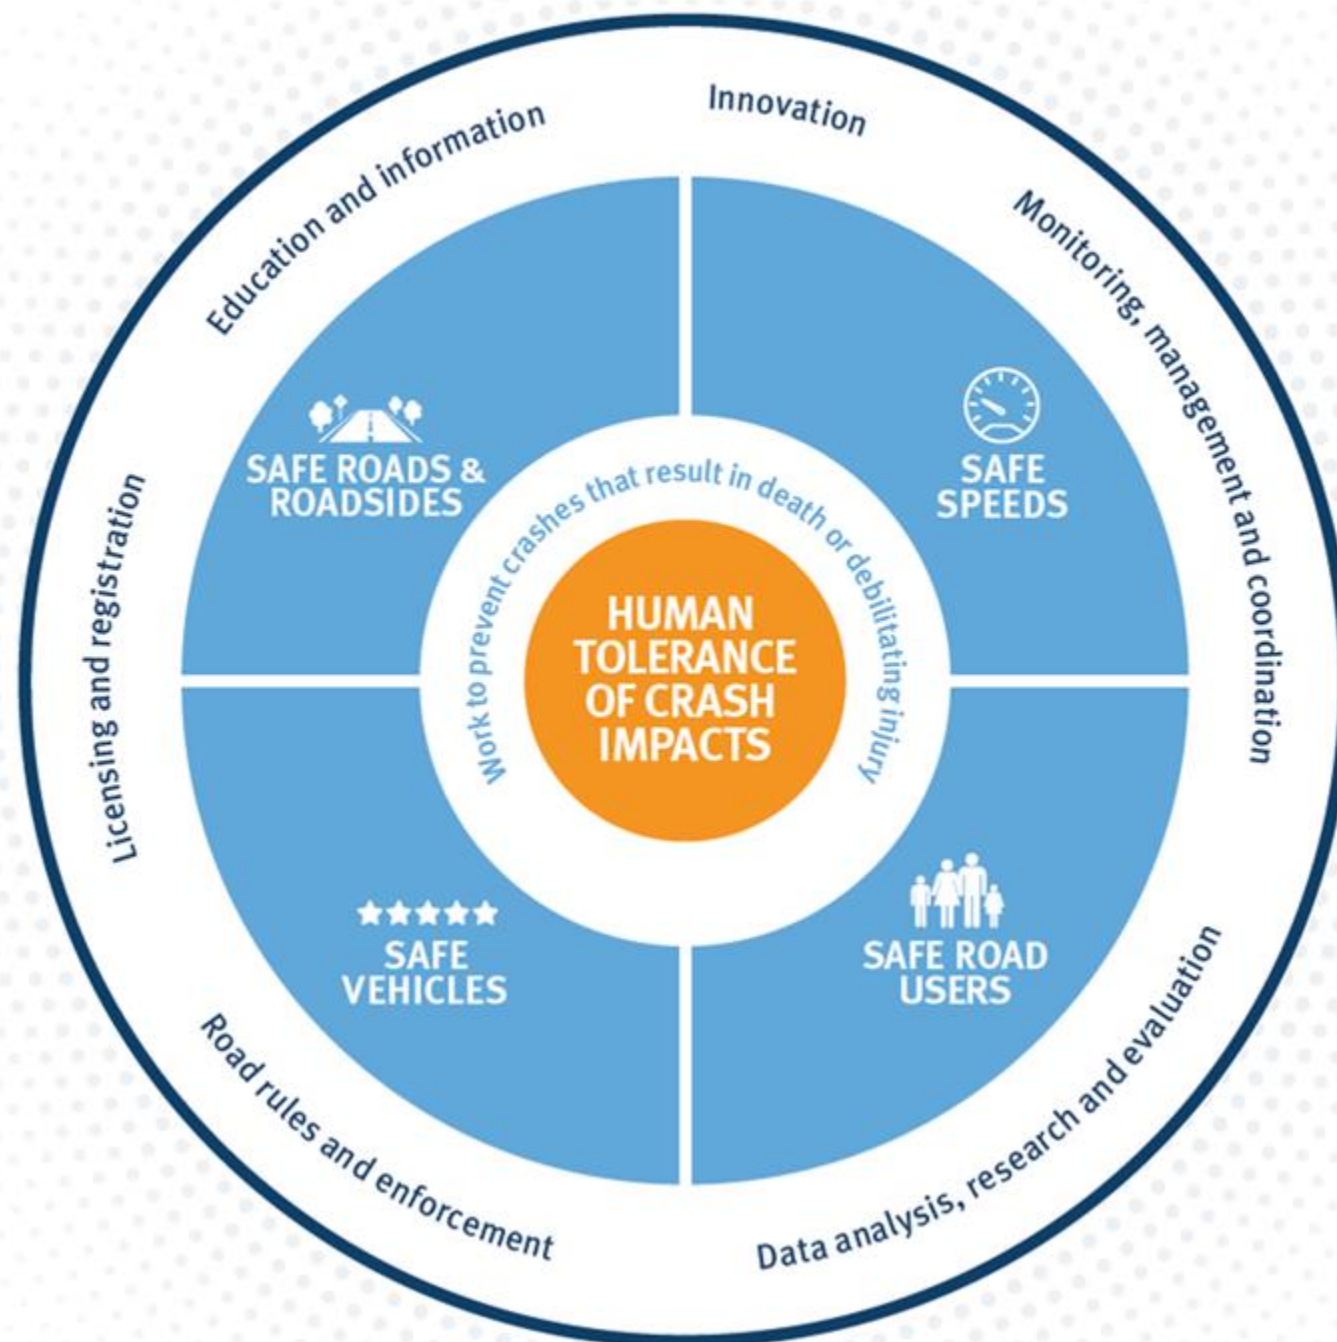 Innovation
Education and information
Monitoring, management and coordination
Licensing and registration
SAFE ROADS &
ROADSIDES
SAFE
SPEEDS
Work to prevent crashes that result in death or debilitating injury
HUMAN
TOLERANCE
OF CRASH
IMPACTS
SAFE
VEHICLES
SAFE ROAD
USERS
Road rules and enforcement
Data analysis, research and evaluation